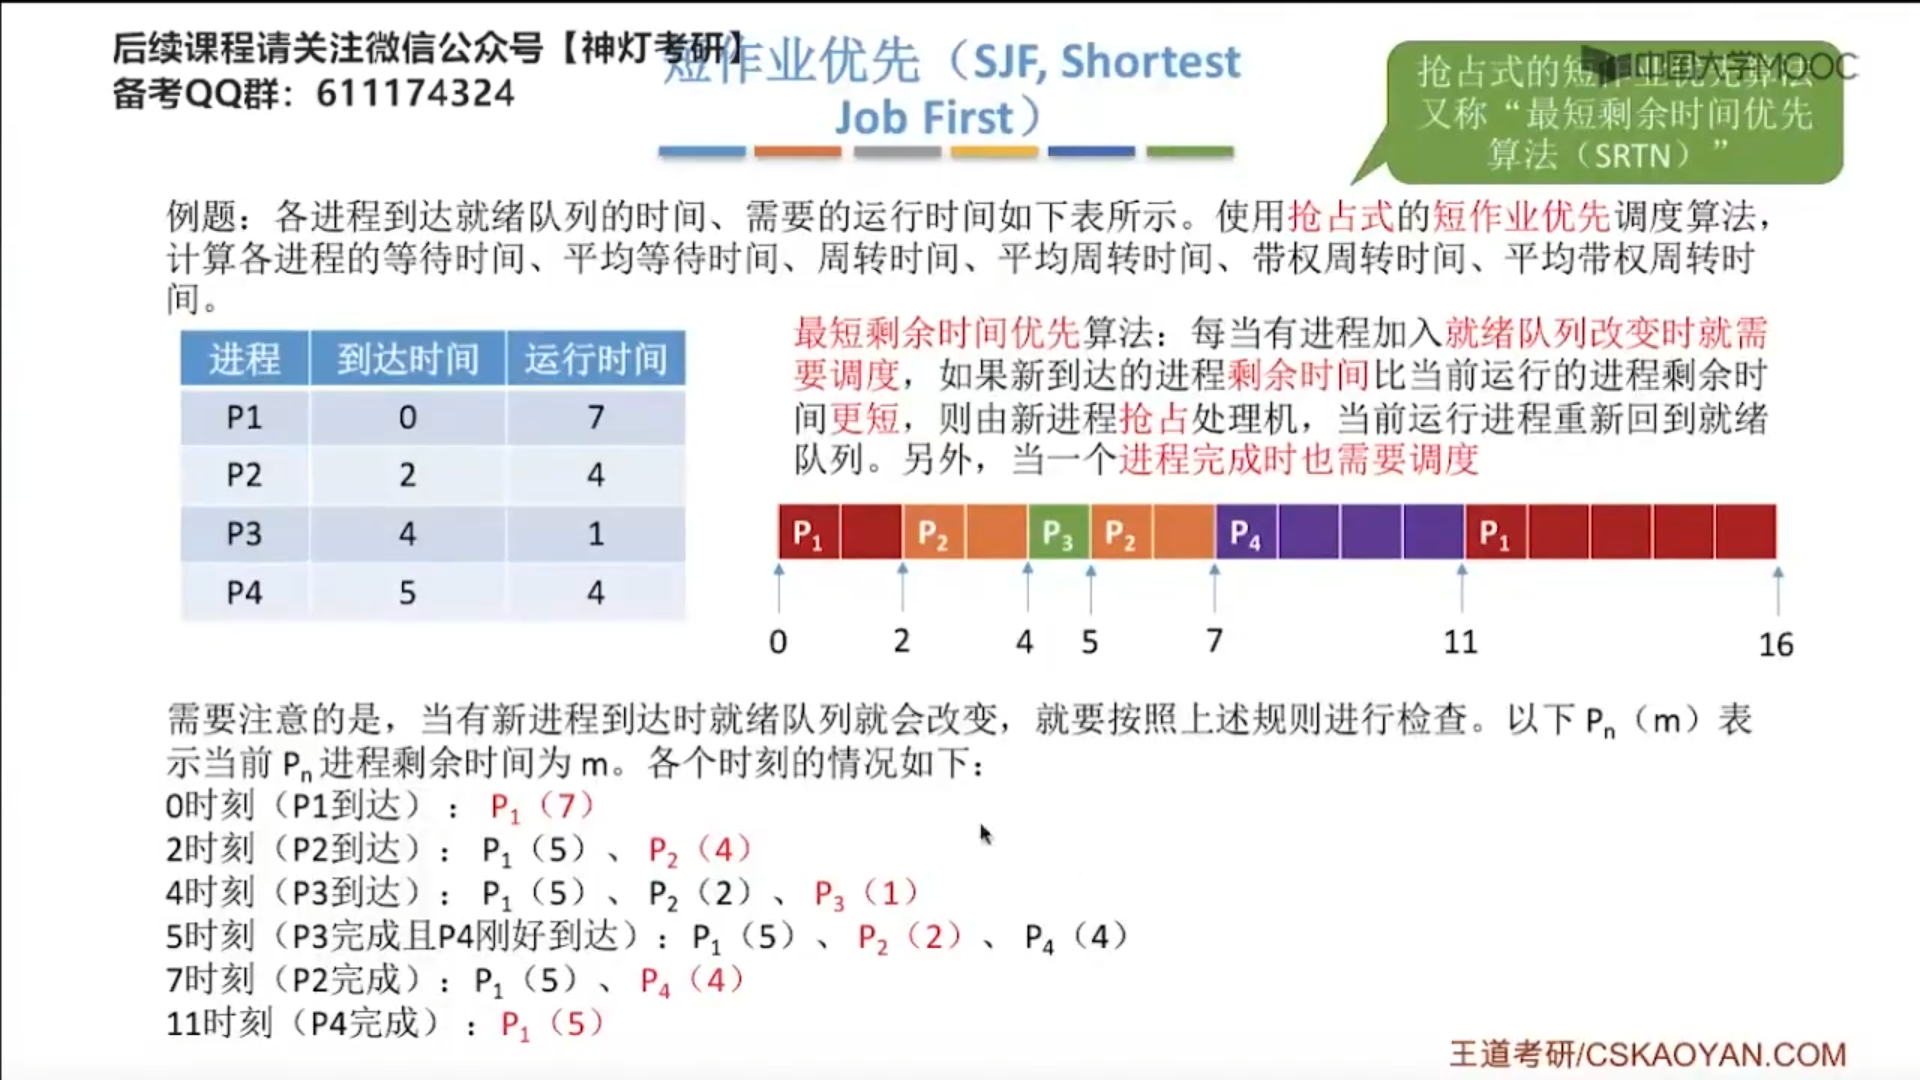 后续课程请关注微信公众号【神灯考研】
备考QQ群：611174324
短作业优先（SJF, Shortest
Job First）
中国大学MOOC
抢占式的短作业优先算法
又称“最短剩余时间优先
算法（SRTN）”
例题：各进程到达就绪队列的时间、需要的运行时间如下表所示。使用抢占式的短作业优先调度算法，
计算各进程的等待时间、平均等待时间、周转时间、平均周转时间、带权周转时间、平均带权周转时
间。
进程 到达时间 运行时间
P1 0 7
P2 2 4
P3 4 1
P4 5 4
最短剩余时间优先算法：每当有进程加入就绪队列改变时就需
要调度，如果新到达的进程剩余时间比当前运行的进程剩余时
间更短，则由新进程抢占处理机，当前运行进程重新回到就绪
队列。另外，当一个进程完成时也需要调度
P1 P2 P3 P2 P4 P1
0 2 4 5 7 11 16
需要注意的是，当有新进程到达时就绪队列就会改变，就要按照上述规则进行检查。以下 Pn（m）表
示当前 Pn 进程剩余时间为 m。各个时刻的情况如下：
0时刻（P1到达）： P1（7）
2时刻（P2到达）： P1（5）、 P2（4）
4时刻（P3到达）： P1（5）、 P2（2）、 P3（1）
5时刻（P3完成且P4刚好到达）：P1（5）、 P2（2）、 P4（4）
7时刻（P2完成）：P1（5）、 P4（4）
11时刻（P4完成）：P1（5）
王道考研/CSKAOYAN.COM